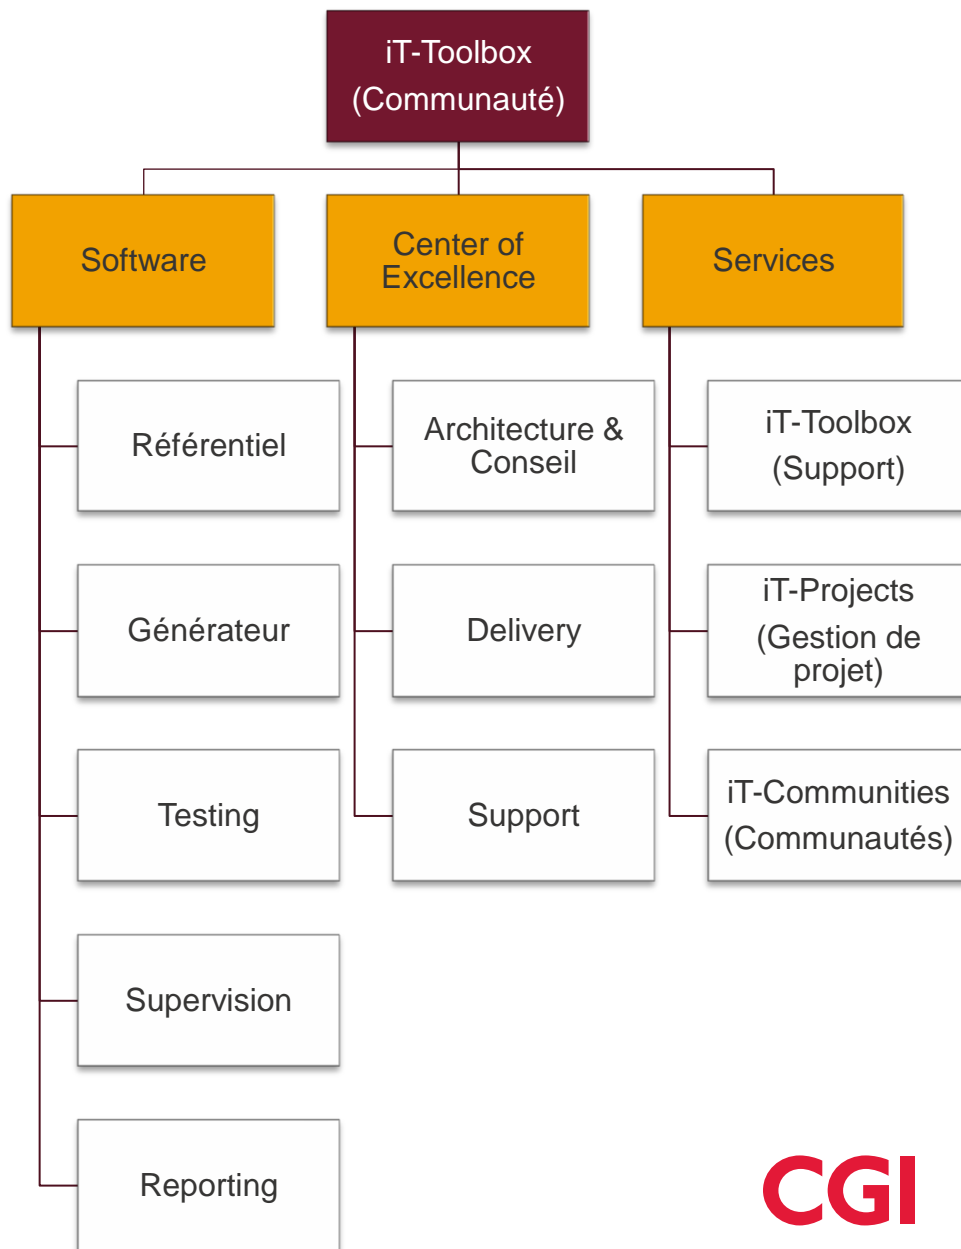 iT-Toolbox
(Communauté)
Software
Center of
Excellence
Services
Référentiel
Générateur
Testing
Supervision
Reporting
Architecture &
Conseil
Delivery
Support
iT-Toolbox
(Support)
iT-Projects
(Gestion de
projet)
iT-Communities
(Communautés)
CGI